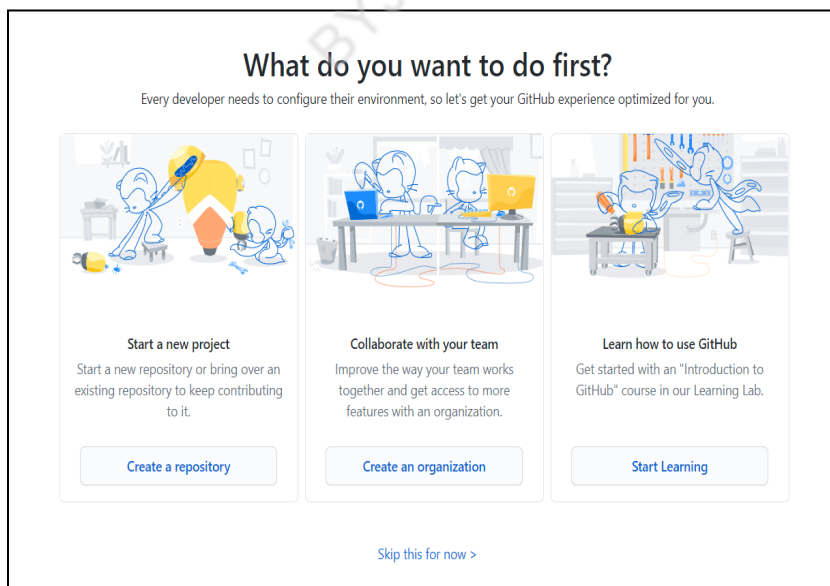 What do you want to do first?
Every developer needs to configure their environment, so let's get your GitHub experience optimized for you.
Start a new project
Start a new repository or bring over an
existing repository to keep contributing
to it.
Create a repository
Collaborate with your team
Improve the way your team works
together and get access to more
features with an organization.
Create an organization
Learn how to use GitHub
Get started with an "Introduction to
GitHub" course in our Learning Lab.
Start Learning
Skip this for now >